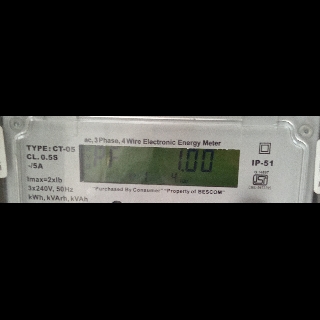 ac, 3 Phase, 4 Wire Electronic Energy Meter
TYPE: CT-05
CL. 0.5S
-/5A
1.00
IP-51
Imax=2xIb
3x240V, 50Hz
kWh, kVArh, kVAh
"Purchased By Consumer" "Property of BESCOM"